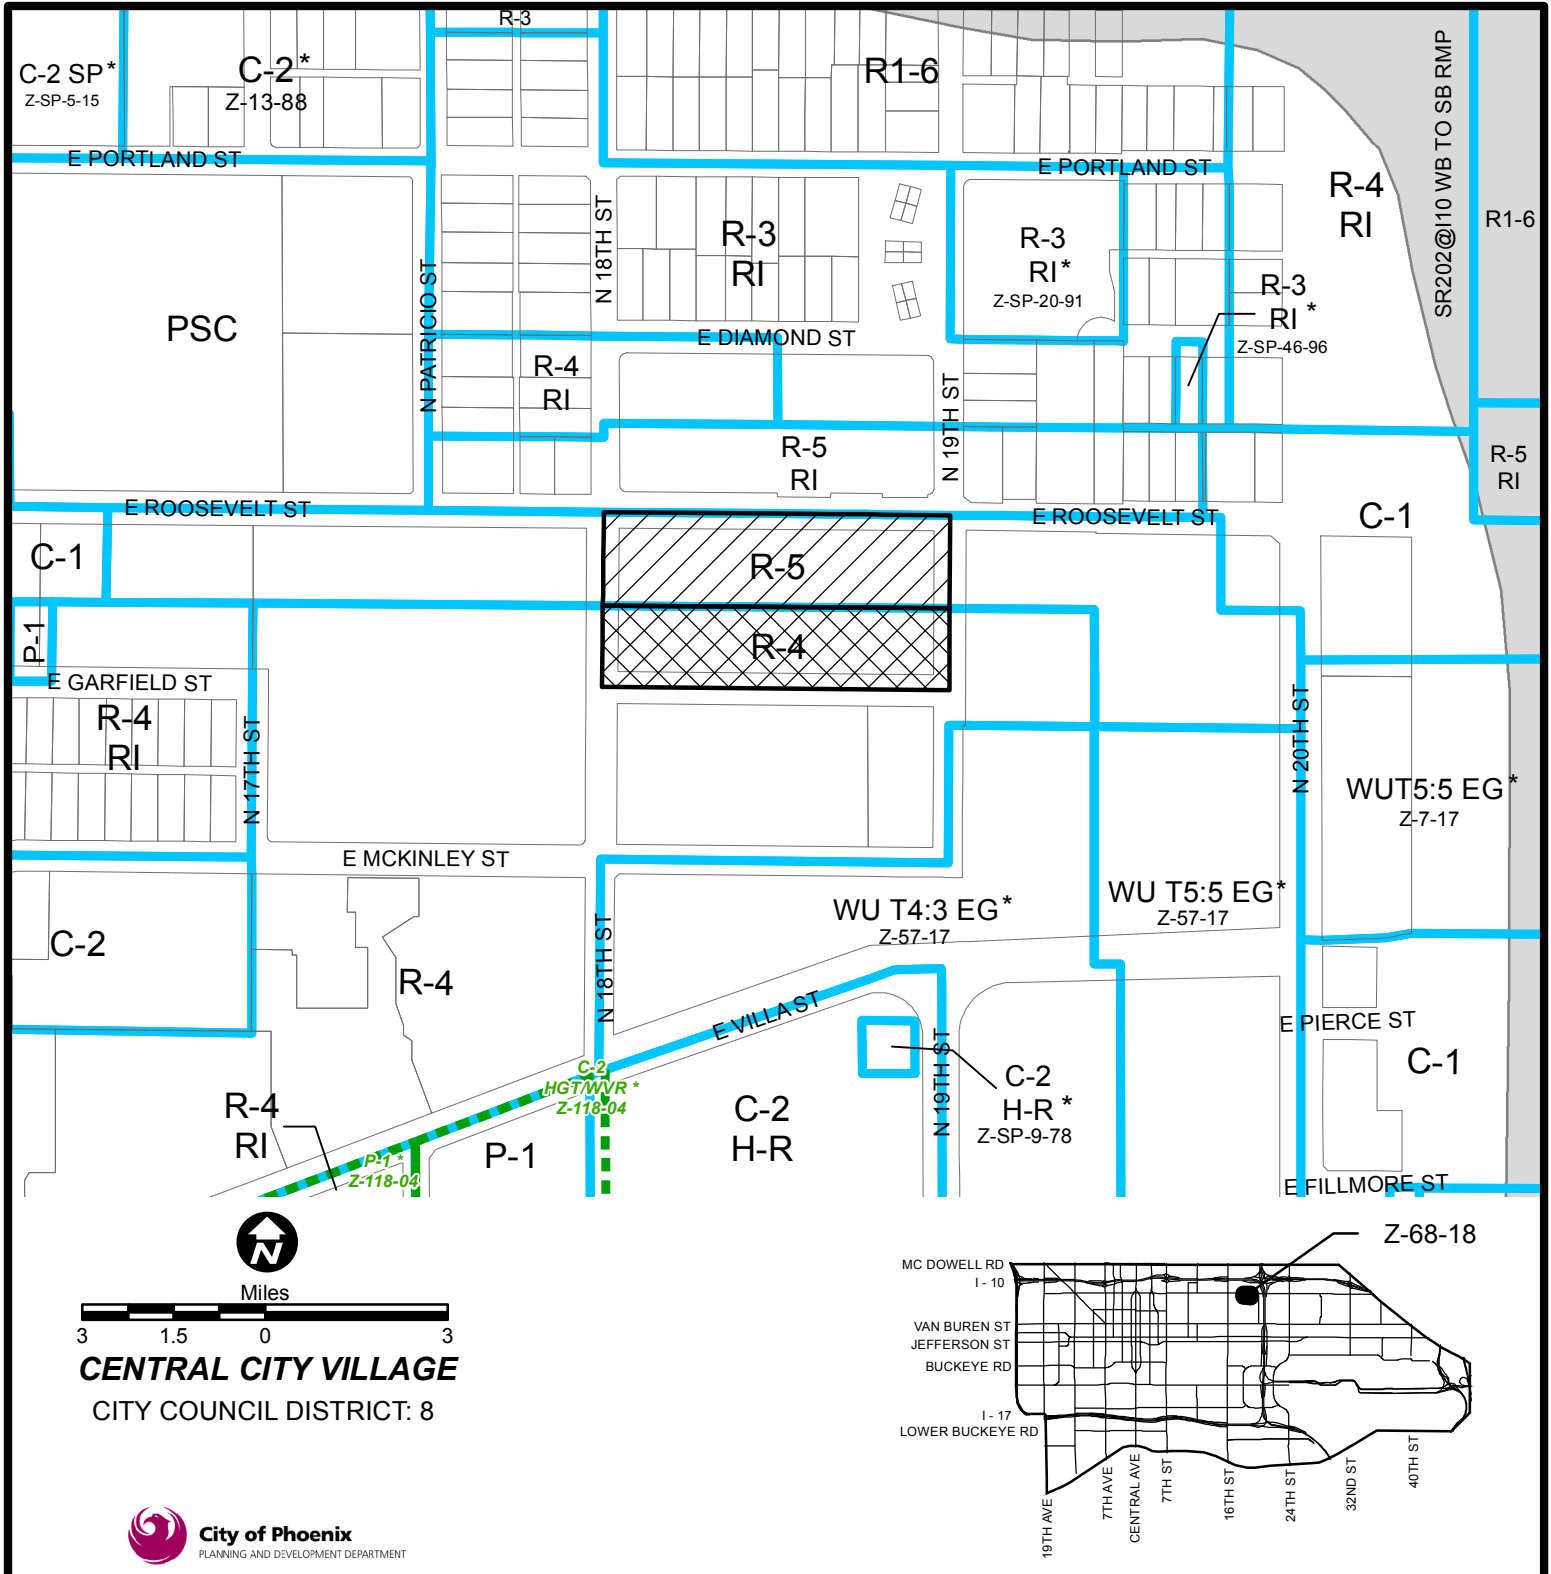 R-3
C-2 SP*
Z-SP-5-15
C-2*
Z-13-88
R1-6
SR202@I10 WB TO SB RMP
E PORTLAND ST
E PORTLAND ST
R-4
RI
R1-6
N 18TH ST
R-3
RI
R-3
RI*
Z-SP-20-91
R-3
RI *
Z-SP-46-96
PSC
N PATRICIO ST
E DIAMOND ST
R-4
RI
N 19TH ST
R-5
RI
R-5
RI
E ROOSEVELT ST
E ROOSEVELT ST
C-1
C-1
R-5
P-1
R-4
E GARFIELD ST
R-4
RI
N 17TH ST
N 20TH ST
WUT5:5 EG*
Z-7-17
E MCKINLEY ST
C-2
WU T4:3 EG*
Z-57-17
WU T5:5 EG*
Z-57-17
R-4
N 18TH ST
E VILLA ST
E PIERCE ST
N 19TH ST
C-1
C-2
HGT/WVR *
Z-118-04
C-2
H-R *
Z-SP-9-78
R-4
RI
C-2
H-R
P-1
P-1 *
Z-118-04
E FILLMORE ST
N
Miles
3 1.5 0 3
CENTRAL CITY VILLAGE
CITY COUNCIL DISTRICT: 8
Z-68-18
MC DOWELL RD
I - 10
VAN BUREN ST
JEFFERSON ST
BUCKEYE RD
I - 17
LOWER BUCKEYE RD
19TH AVE
7TH AVE
CENTRAL AVE
7TH ST
16TH ST
24TH ST
32ND ST
40TH ST
City of Phoenix
PLANNING AND DEVELOPMENT DEPARTMENT